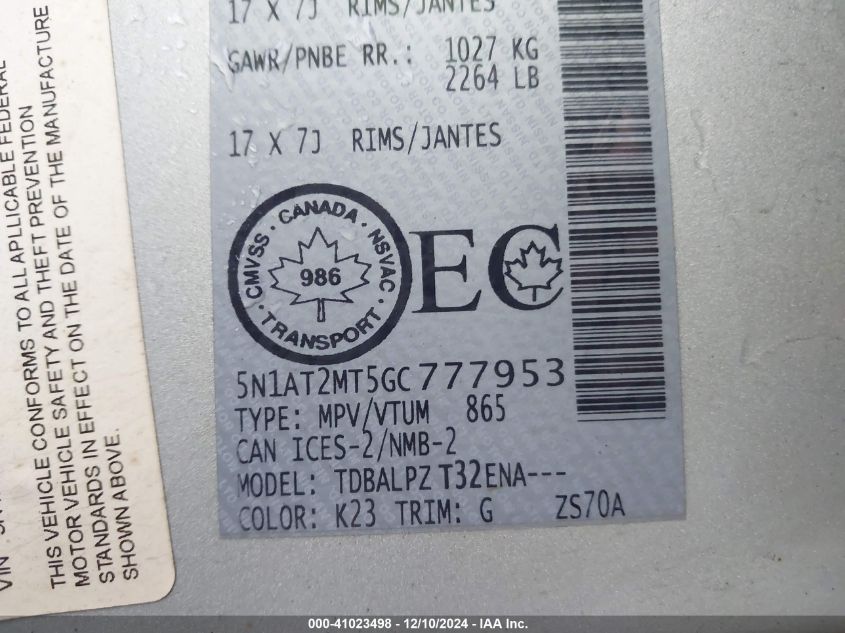 17 X 7J RIMS/JANTES
GAWR/PNBE RR.: 1027 KG
2264 LB
17 X 7J RIMS/JANTES
CMVSS · CANADA · NSVAC · TRANSPORT ·
986
EC
5N1AT2MT5GC777953
TYPE: MPV/VTUM 865
CAN ICES-2/NMB-2
MODEL: TDBALPZ T32ENA---
COLOR: K23 TRIM: G ZS70A
THIS VEHICLE CONFORMS TO ALL APLLICABLE FEDERAL
MOTOR VEHICLE SAFETY AND THEFT PREVENTION
STANDARDS IN EFFECT ON THE DATE OF THE MANUFACTURE
SHOWN ABOVE.
VIN
000-41023498 - 12/10/2024 - IAA Inc.